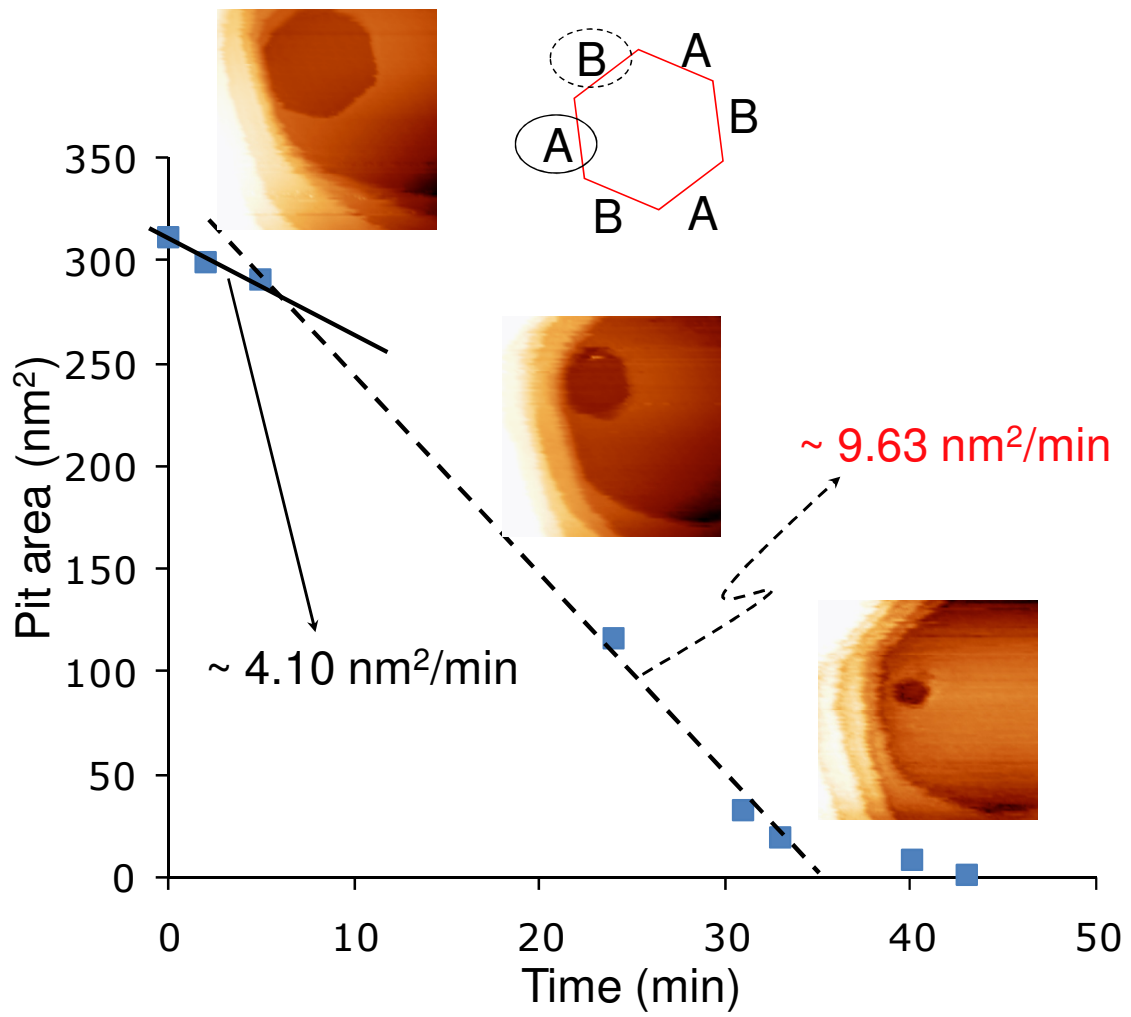 B
A
B
A
B
A
350
300
250
200
150
100
50
0
Pit area (nm²)
~ 9.63 nm²/min
~ 4.10 nm²/min
0 10 20 30 40 50
Time (min)